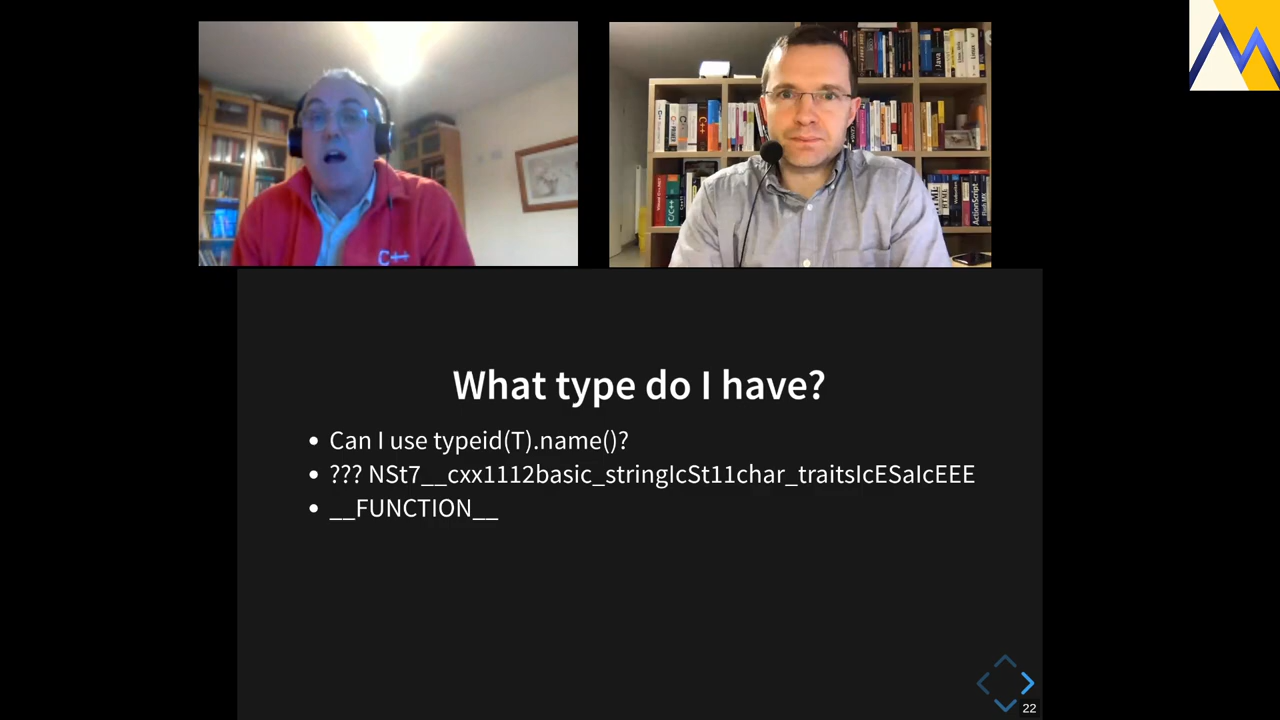 C++
What type do I have?
Can I use typeid(T).name()?
??? NSt7__cxx1112basic_stringIcSt11char_traitsIcESaIcEEE
__FUNCTION__
22